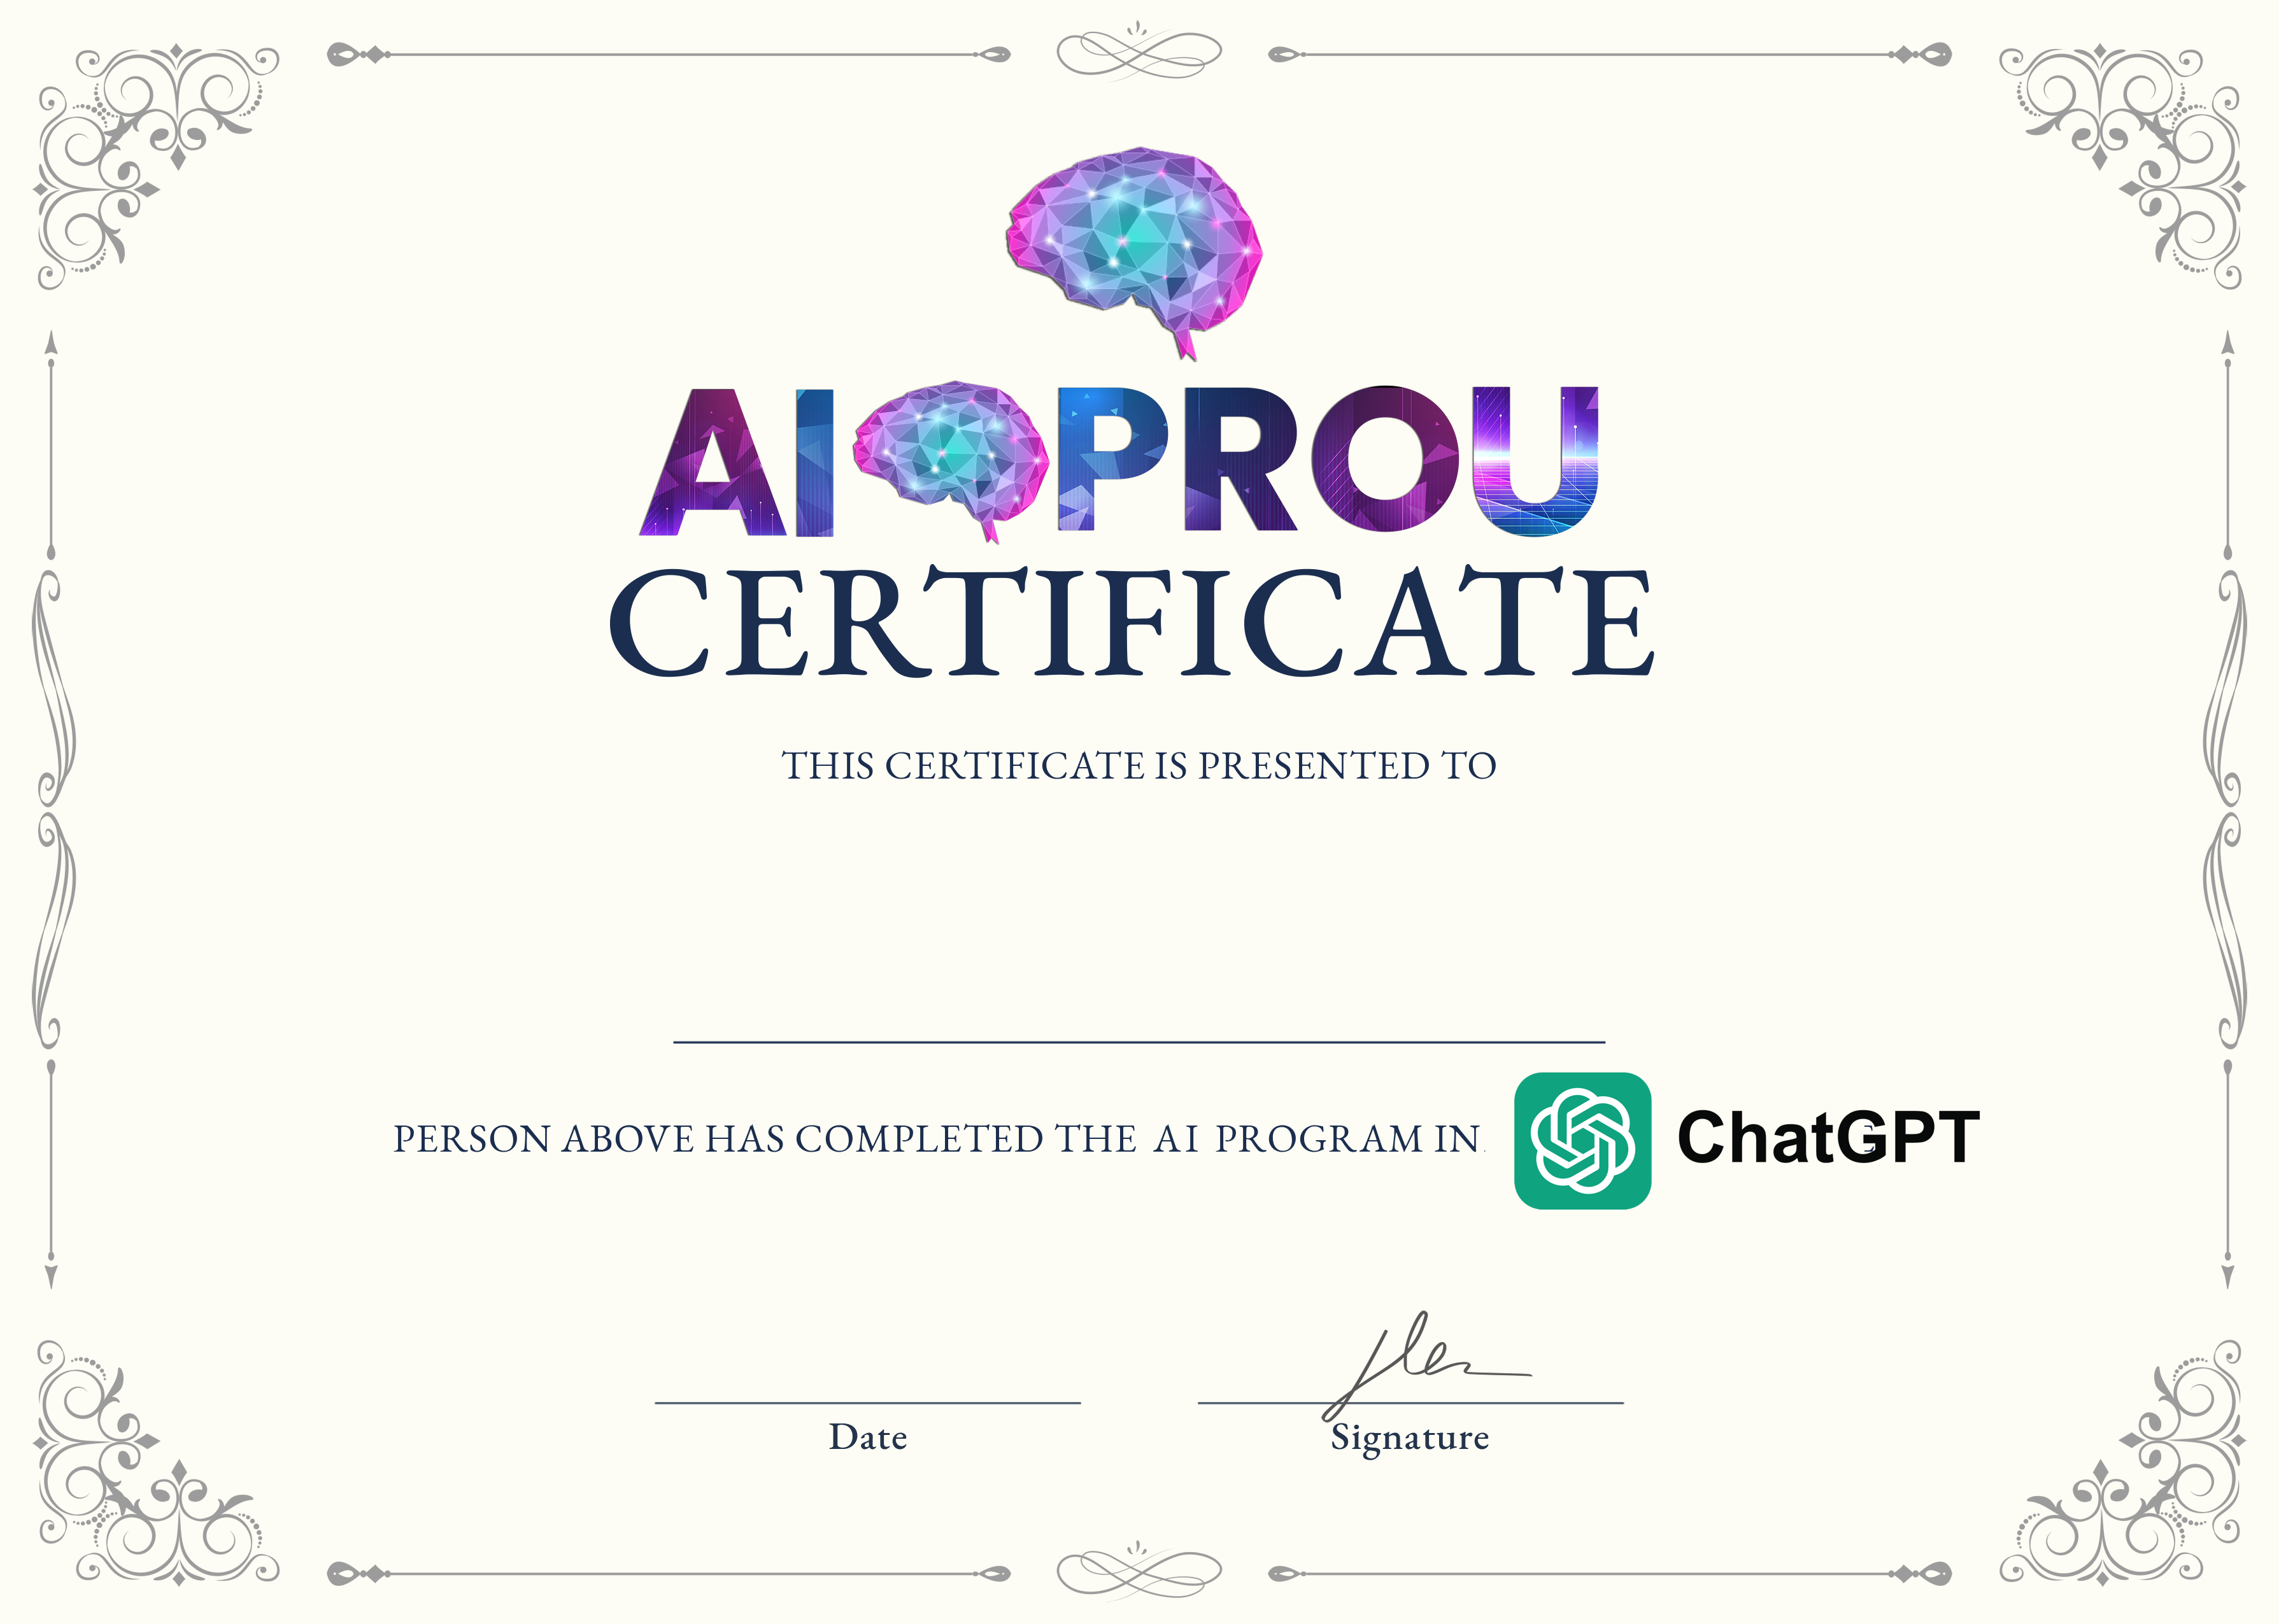 AI PROU
CERTIFICATE
THIS CERTIFICATE IS PRESENTED TO
PERSON ABOVE HAS COMPLETED THE AI PROGRAM IN. ChatGPT
Date
Signature